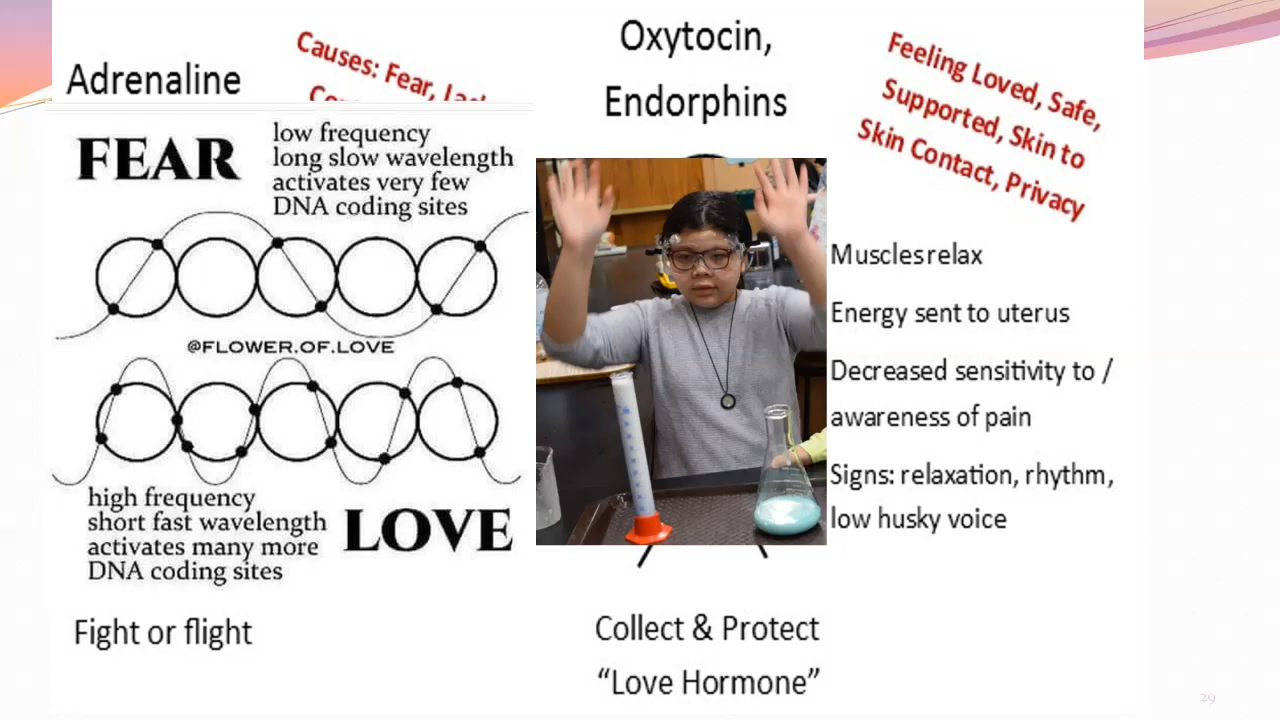 Adrenaline
Causes: Fear, lack
FEAR
low frequency
long slow wavelength
activates very few
DNA coding sites
@FLOWER.OF.LOVE
high frequency
short fast wavelength
activates many more
DNA coding sites
LOVE
Fight or flight
Oxytocin,
Endorphins
Feeling Loved, Safe,
Supported, Skin to
Skin Contact, Privacy
Muscles relax
Energy sent to uterus
Decreased sensitivity to /
awareness of pain
Signs: relaxation, rhythm,
low husky voice
Collect & Protect
“Love Hormone”
29